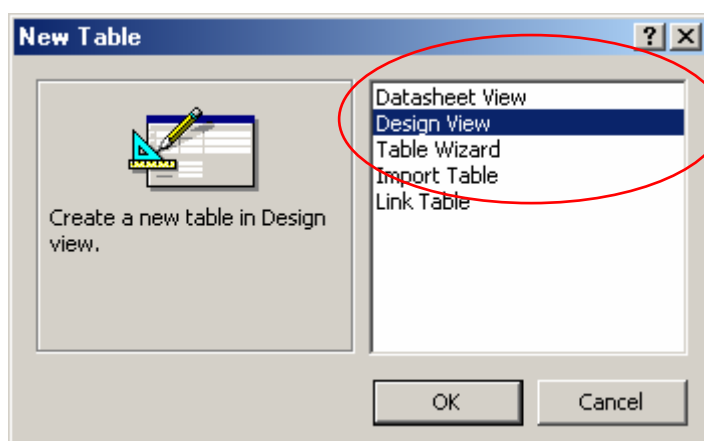 New Table
Datasheet View
Design View
Table Wizard
Import Table
Link Table
Create a new table in Design
view.
OK
Cancel